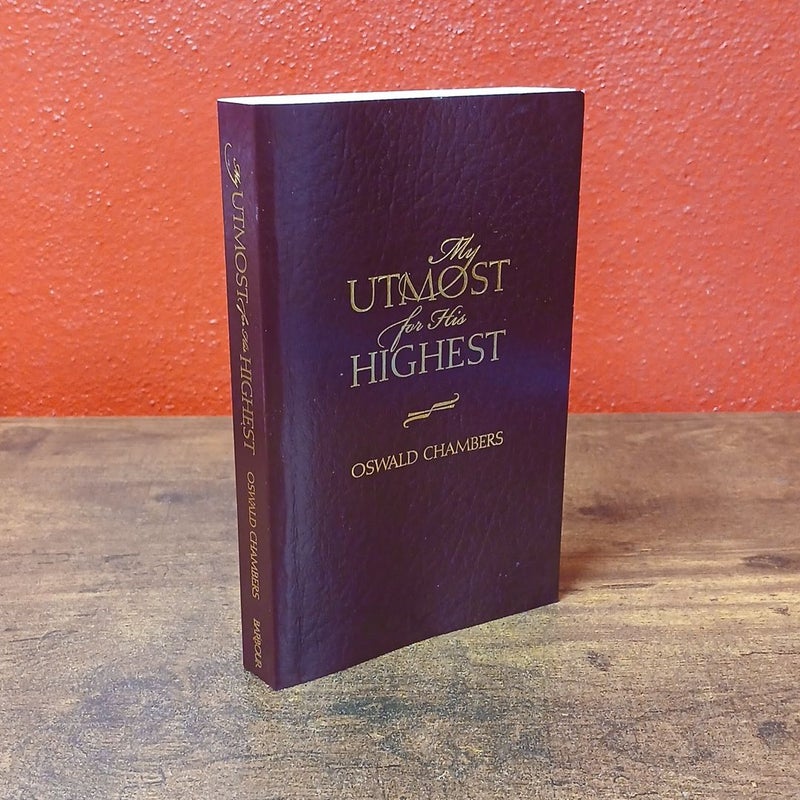 My
UTMOST
for His
HIGHEST
OSWALD CHAMBERS
My UTMOST for His HIGHEST OSWALD CHAMBERS BARBOUR